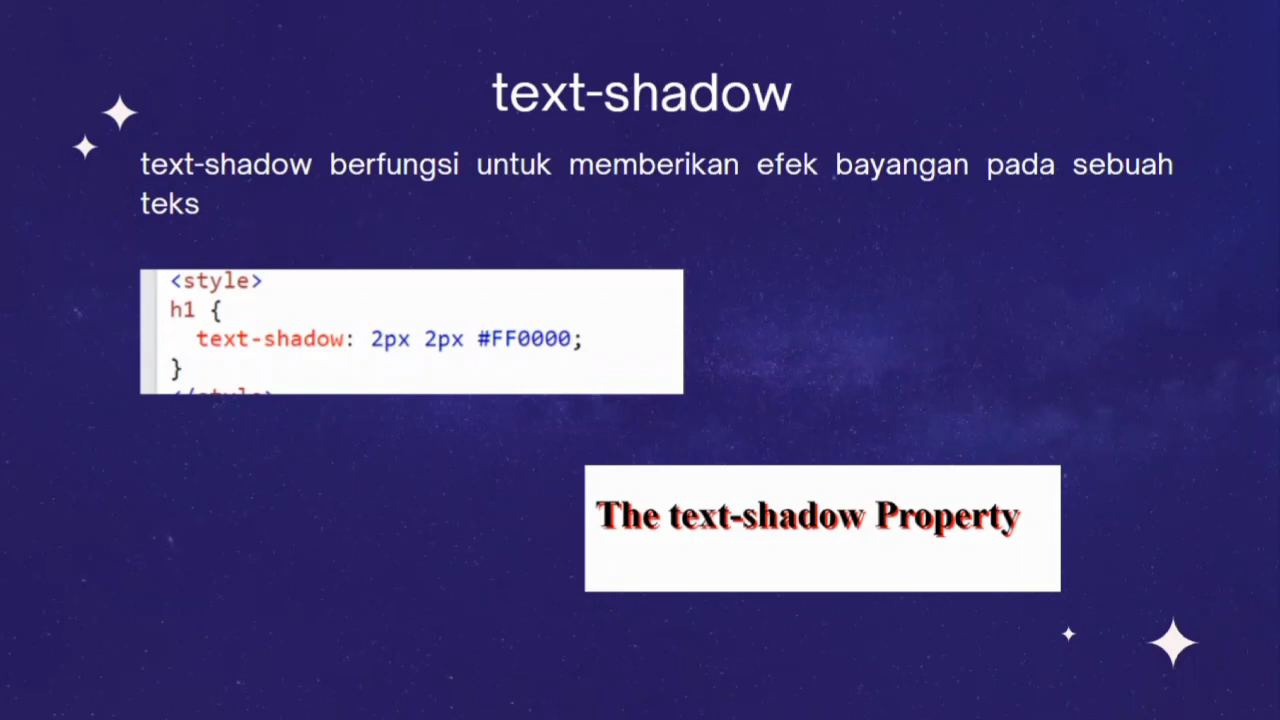 text-shadow
text-shadow berfungsi untuk memberikan efek bayangan pada sebuah
teks
<style>
h1 {
  text-shadow: 2px 2px #FF0000;
}
</style>
The text-shadow Property